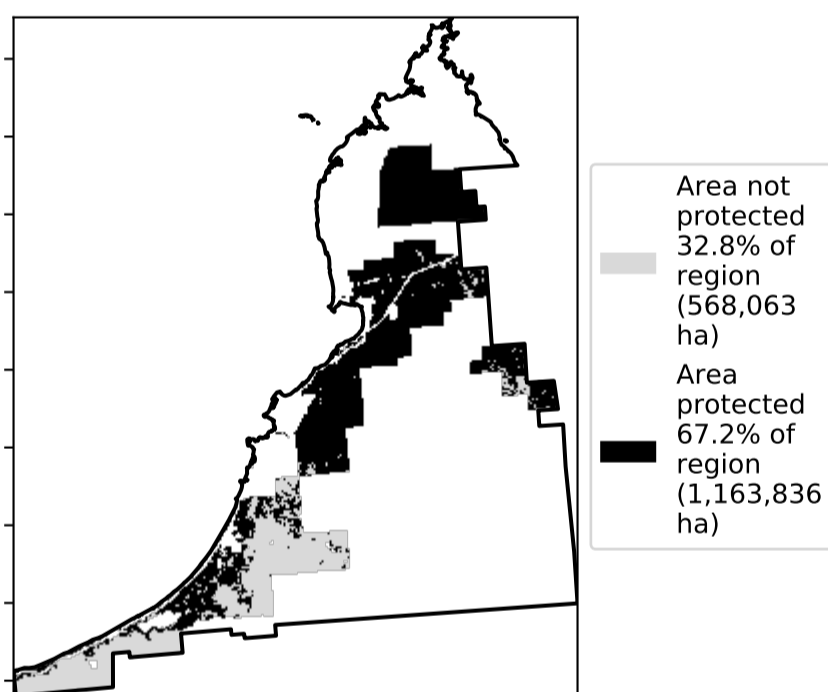 Area not
protected
32.8% of
region
(568,063
ha)
Area
protected
67.2% of
region
(1,163,836
ha)